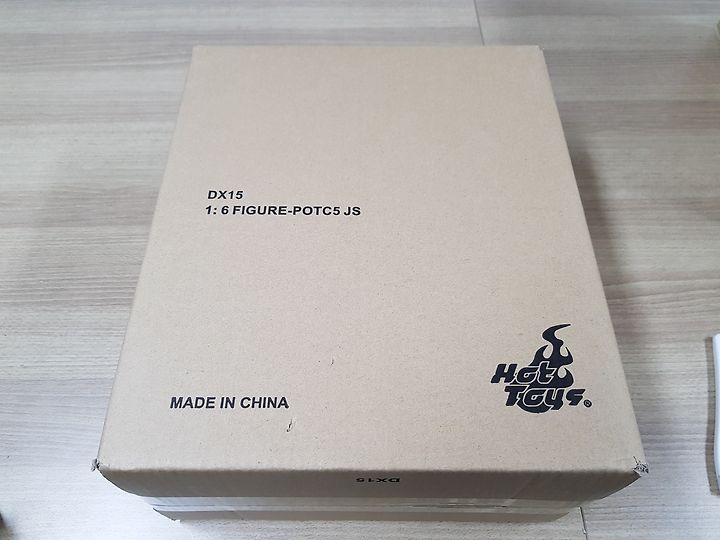 DX15
1: 6 FIGURE-POTC5 JS
Hot
Toys®
MADE IN CHINA
DX15